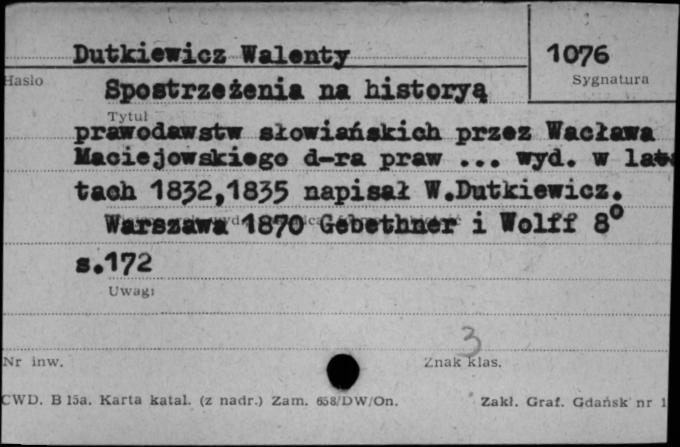 Dutkiewicz Walenty
1076
Hasło
Sygnatura
Spostrzeżenia na historyą
Tytuł
prawodawstw słowiańskich przez Wacława
Maciejowskiego d-ra praw ... wyd. w lat
tach 1832,1835 napisał W.Dutkiewicz.
Warszawa 1870 Gebethner i Wolff 8°
s.172
Uwagi
3
Nr inw.
Znak klas.
CWD. B 15a. Karta katal. (z nadr.) Zam. 658/DW/On.
Zakł. Graf. Gdańsk nr 1